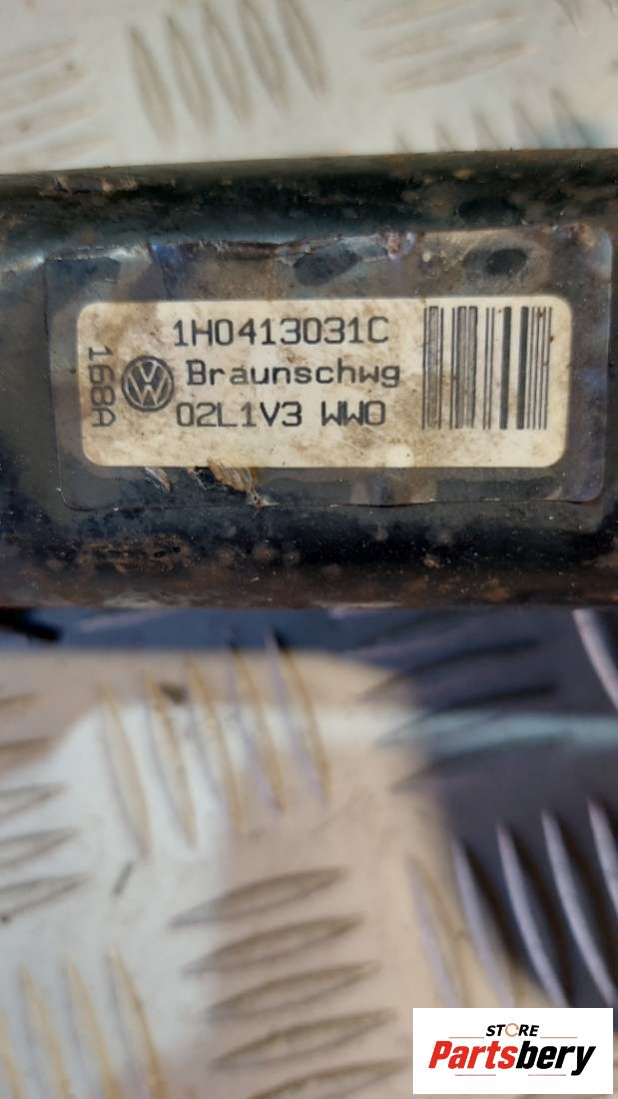 1H0413031C
Braunschwg
02L1V3 WWO
168A
STORE
Partsbery